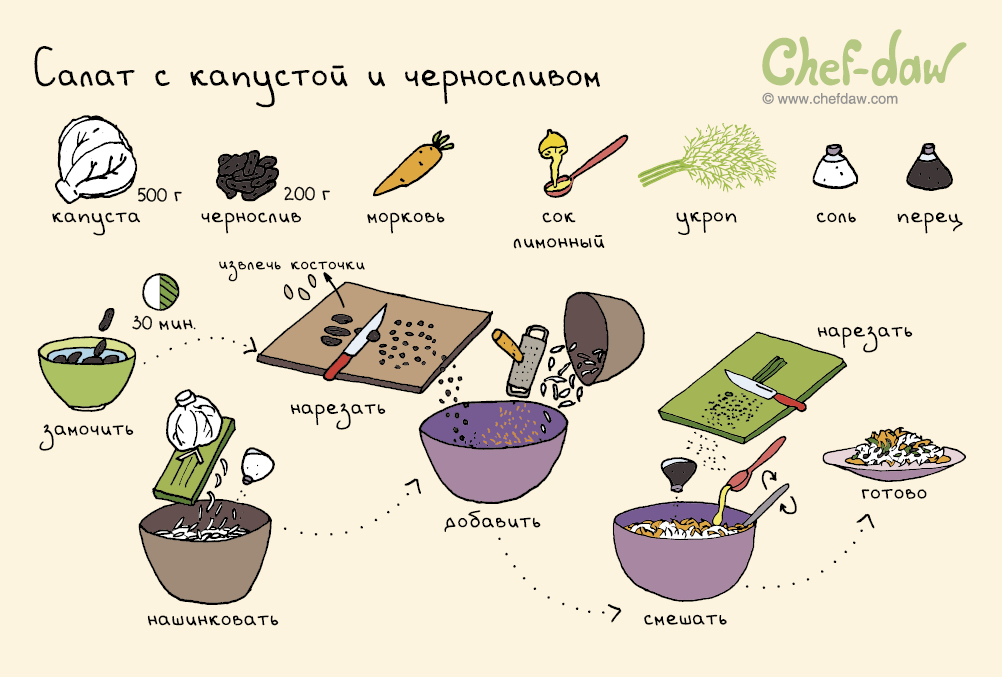 Салат с капустой и черносливом
Chef-daw
© www.chefdaw.com
500 г
200 г
капуста
чернослив
морковь
сок
лимонный
укроп
соль
перец
извлечь косточки
30 мин.
замочить
нарезать
нашинковать
добавить
нарезать
смешать
готово